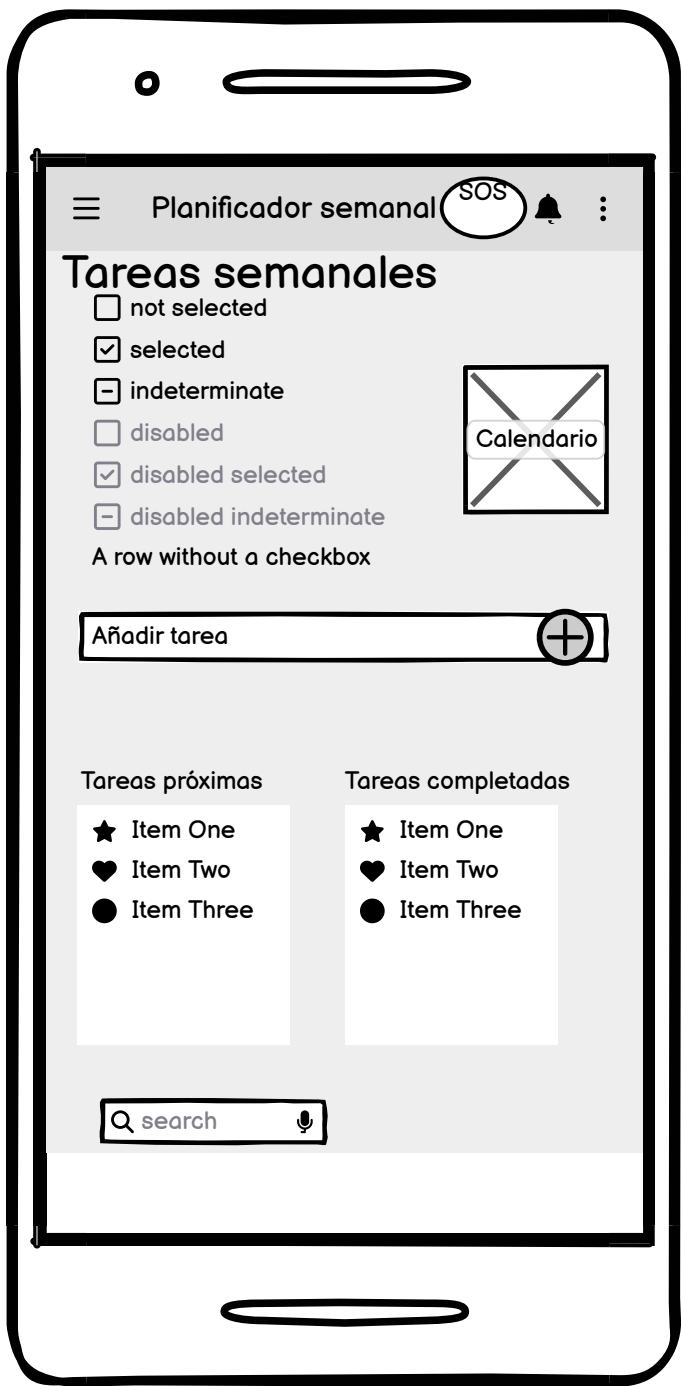 Planificador semanal SOS
Tareas semanales
not selected
selected
indeterminate
disabled
Calendario
disabled selected
disabled indeterminate
A row without a checkbox
Añadir tarea
Tareas próximas
Item One
Item Two
Item Three
Tareas completadas
Item One
Item Two
Item Three
search